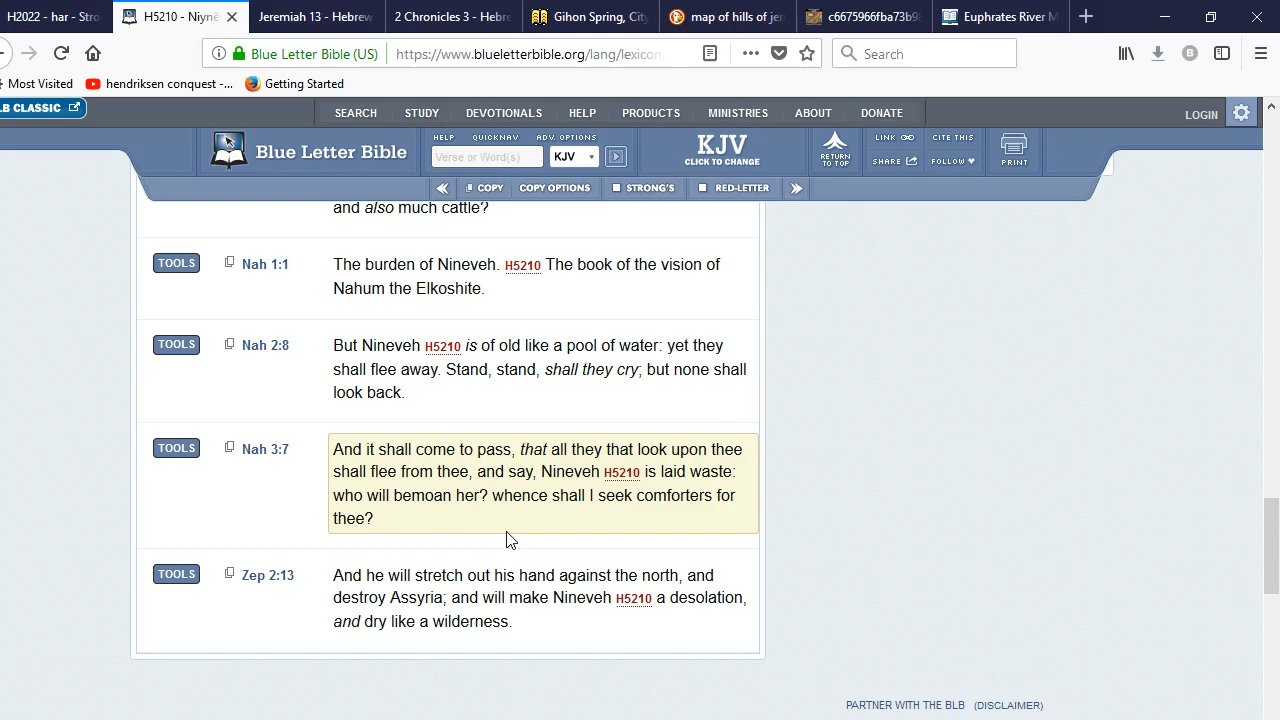 H2022 - har - Stro
H5210 - Niynê
Jeremiah 13 - Hebrew
2 Chronicles 3 - Hebr
Gihon Spring, City
map of hills of jer
c6675966fba73b98
Euphrates River M
Blue Letter Bible (US)
https://www.blueletterbible.org/lang/lexicon
Search
Most Visited
hendriksen conquest -...
Getting Started
LB CLASSIC
SEARCH STUDY DEVOTIONALS HELP PRODUCTS MINISTRIES ABOUT DONATE
LOGIN
Blue Letter Bible
HELP QUICKNAV ADV. OPTIONS
Verse or Word(s)
KJV
KJV
CLICK TO CHANGE
RETURN
TO TOP
LINK
CITE THIS
SHARE
FOLLOW
PRINT
COPY COPY OPTIONS STRONG'S RED-LETTER
and also much cattle?
TOOLS Nah 1:1 The burden of Nineveh. H5210 The book of the vision of
Nahum the Elkoshite.
TOOLS Nah 2:8 But Nineveh H5210 is of old like a pool of water: yet they
shall flee away. Stand, stand, shall they cry; but none shall
look back.
TOOLS Nah 3:7 And it shall come to pass, that all they that look upon thee
shall flee from thee, and say, Nineveh H5210 is laid waste:
who will bemoan her? whence shall I seek comforters for
thee?
TOOLS Zep 2:13 And he will stretch out his hand against the north, and
destroy Assyria; and will make Nineveh H5210 a desolation,
and dry like a wilderness.
PARTNER WITH THE BLB (DISCLAIMER)